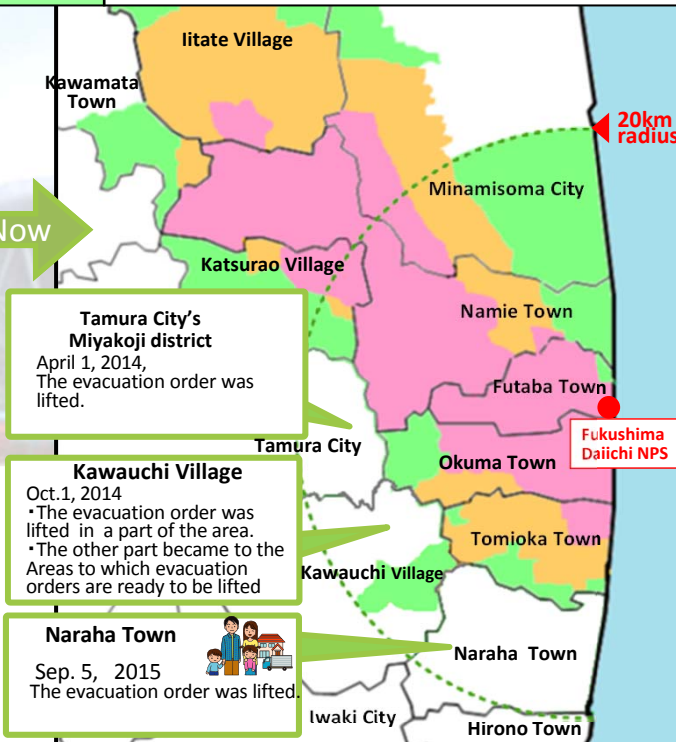 Iitate Village
Kawamata
Town
20km
radius
Minamisoma City
Now
Katsurao Village
Tamura City's
Miyakoji district
April 1, 2014,
The evacuation order was
lifted.
Namie Town
Futaba Town
Fukushima
Daiichi NPS
Tamura City
Okuma Town
Kawauchi Village
Oct.1, 2014
・The evacuation order was
lifted in a part of the area.
・The other part became to the
Areas to which evacuation
orders are ready to be lifted
Tomioka Town
Kawauchi Village
Naraha Town
Sep. 5, 2015
The evacuation order was lifted.
Naraha Town
Iwaki City
Hirono Town